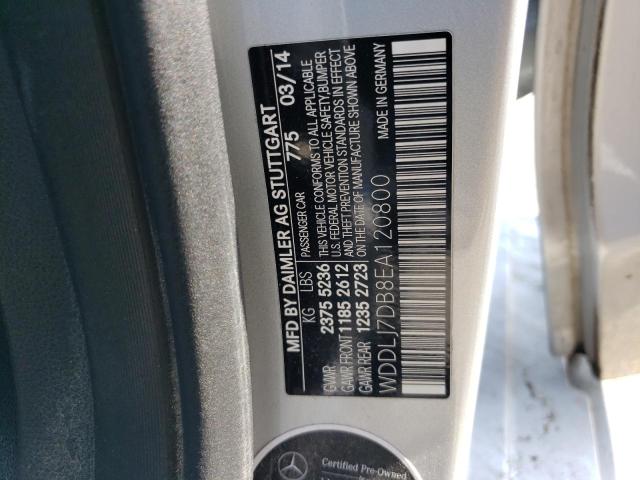 MFD BY DAIMLER AG STUTTGART
775 03/14
KG LBS PASSENGER CAR
GVWR 2375 5236 THIS VEHICLE CONFORMS TO ALL APPLICABLE
GAWR FRONT 1185 2612 U.S. FEDERAL MOTOR VEHICLE SAFETY, BUMPER
GAWR REAR 1235 2723 AND THEFT PREVENTION STANDARDS IN EFFECT
ON THE DATE OF MANUFACTURE SHOWN ABOVE
WDDLJ7DB8EA120800
MADE IN GERMANY
Certified Pre-Owned